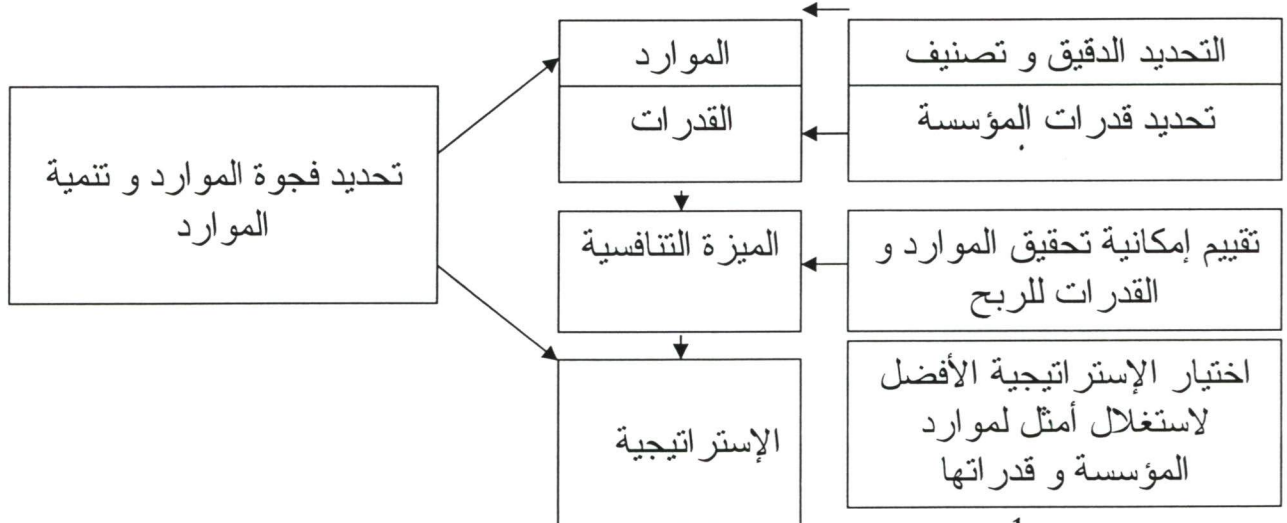 التحديد الدقيق و تصنيف
تحديد قدرات المؤسسة
تقييم إمكانية تحقيق الموارد و
القدرات للربح
اختيار الإستراتيجية الأفضل
لاستغلال أمثل لموارد
المؤسسة و قدراتها
الموارد
القدرات
الميزة التنافسية
الإستراتيجية
تحديد فجوة الموارد و تنمية
الموارد